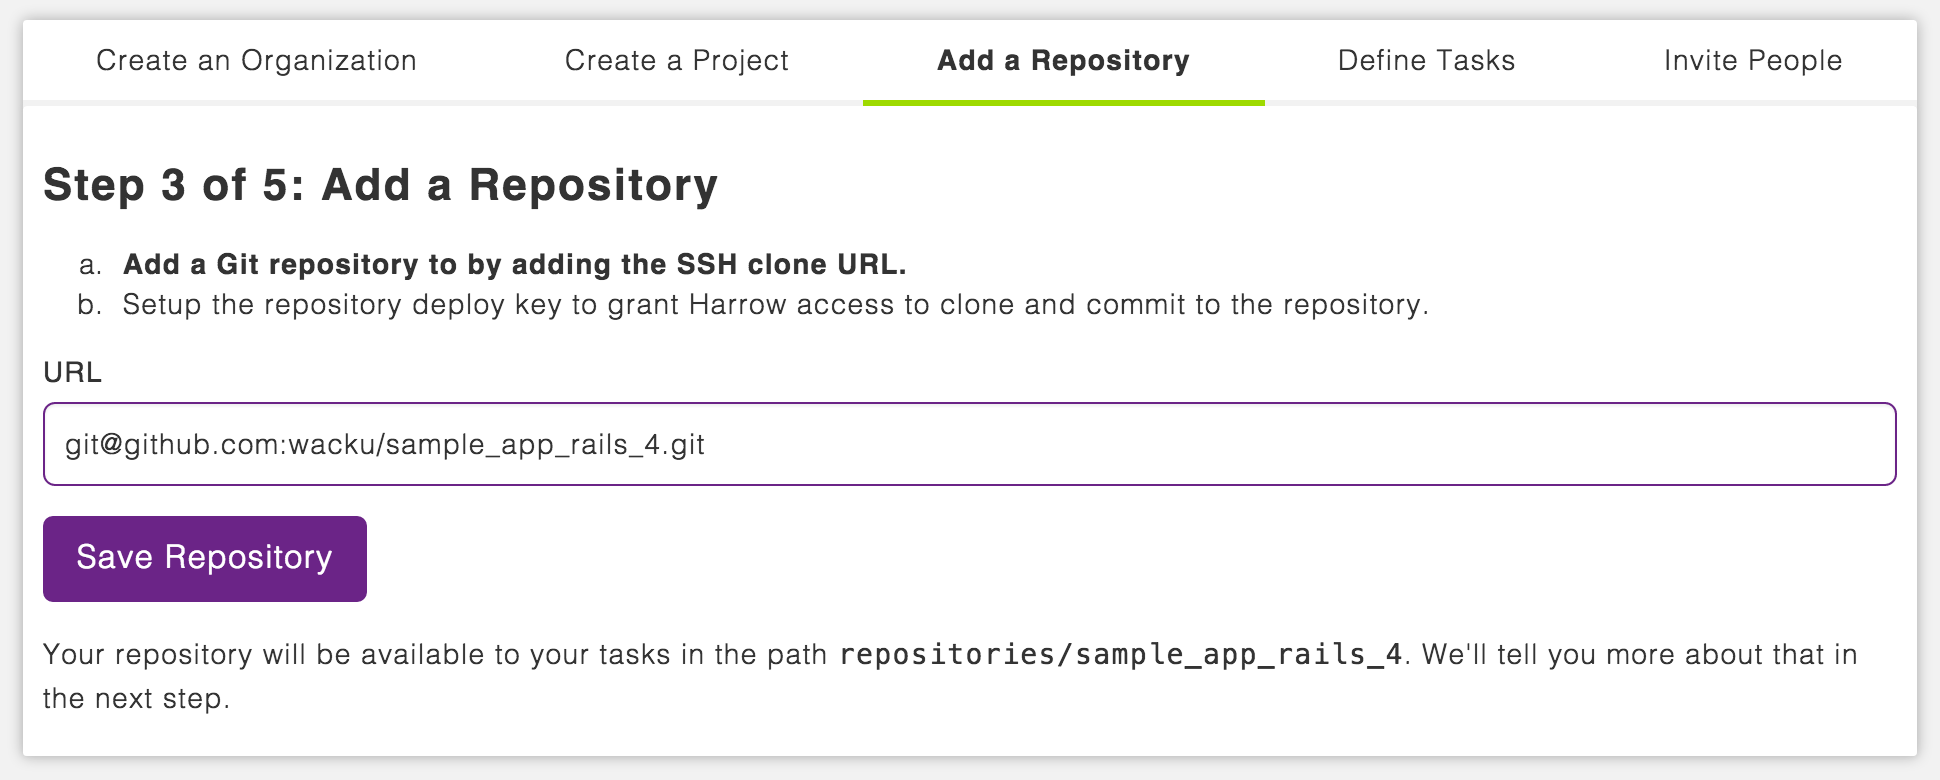 Create an Organization
Create a Project
Add a Repository
Define Tasks
Invite People
Step 3 of 5: Add a Repository
a. Add a Git repository to by adding the SSH clone URL.
b. Setup the repository deploy key to grant Harrow access to clone and commit to the repository.
URL
git@github.com:wacku/sample_app_rails_4.git
Save Repository
Your repository will be available to your tasks in the path repositories/sample_app_rails_4. We'll tell you more about that in
the next step.